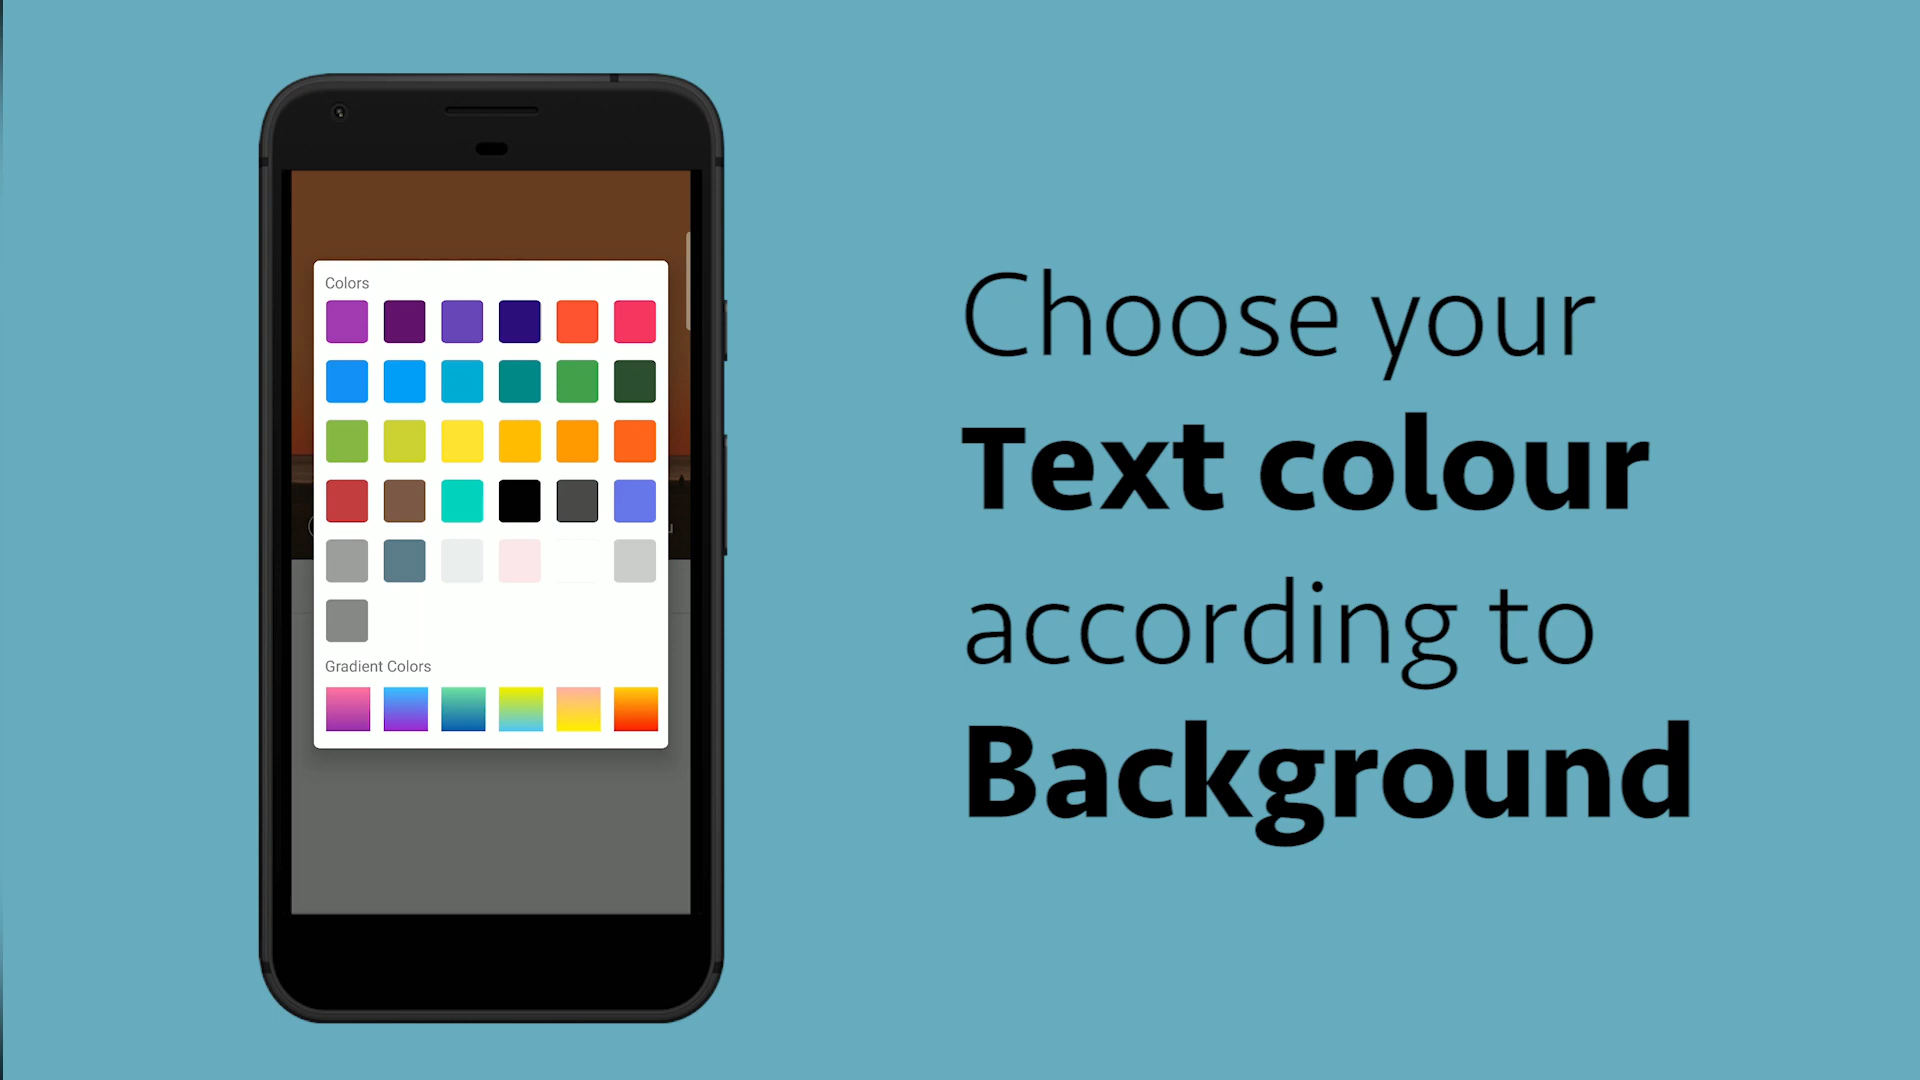 Colors
Gradient Colors
Choose your
Text colour
according to
Background